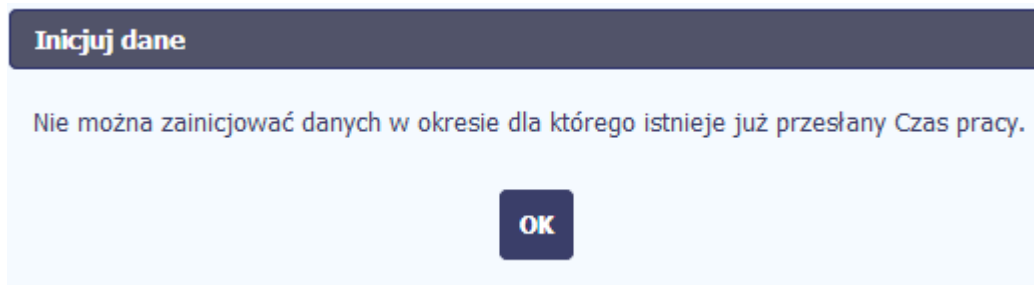 Inicjuj dane
Nie można zainicjować danych w okresie dla którego istnieje już przesłany Czas pracy.
OK